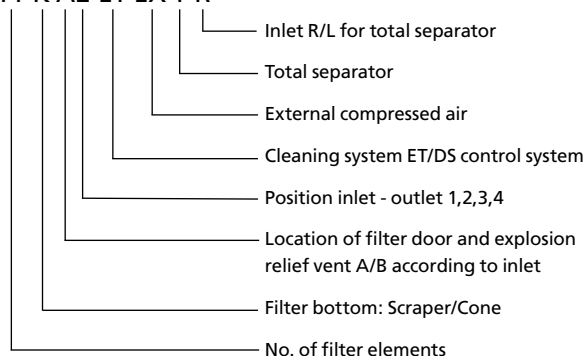 Inlet R/L for total separator
Total separator
External compressed air
Cleaning system ET/DS control system
Position inlet - outlet 1,2,3,4
Location of filter door and explosion
relief vent A/B according to inlet
Filter bottom: Scraper/Cone
No. of filter elements